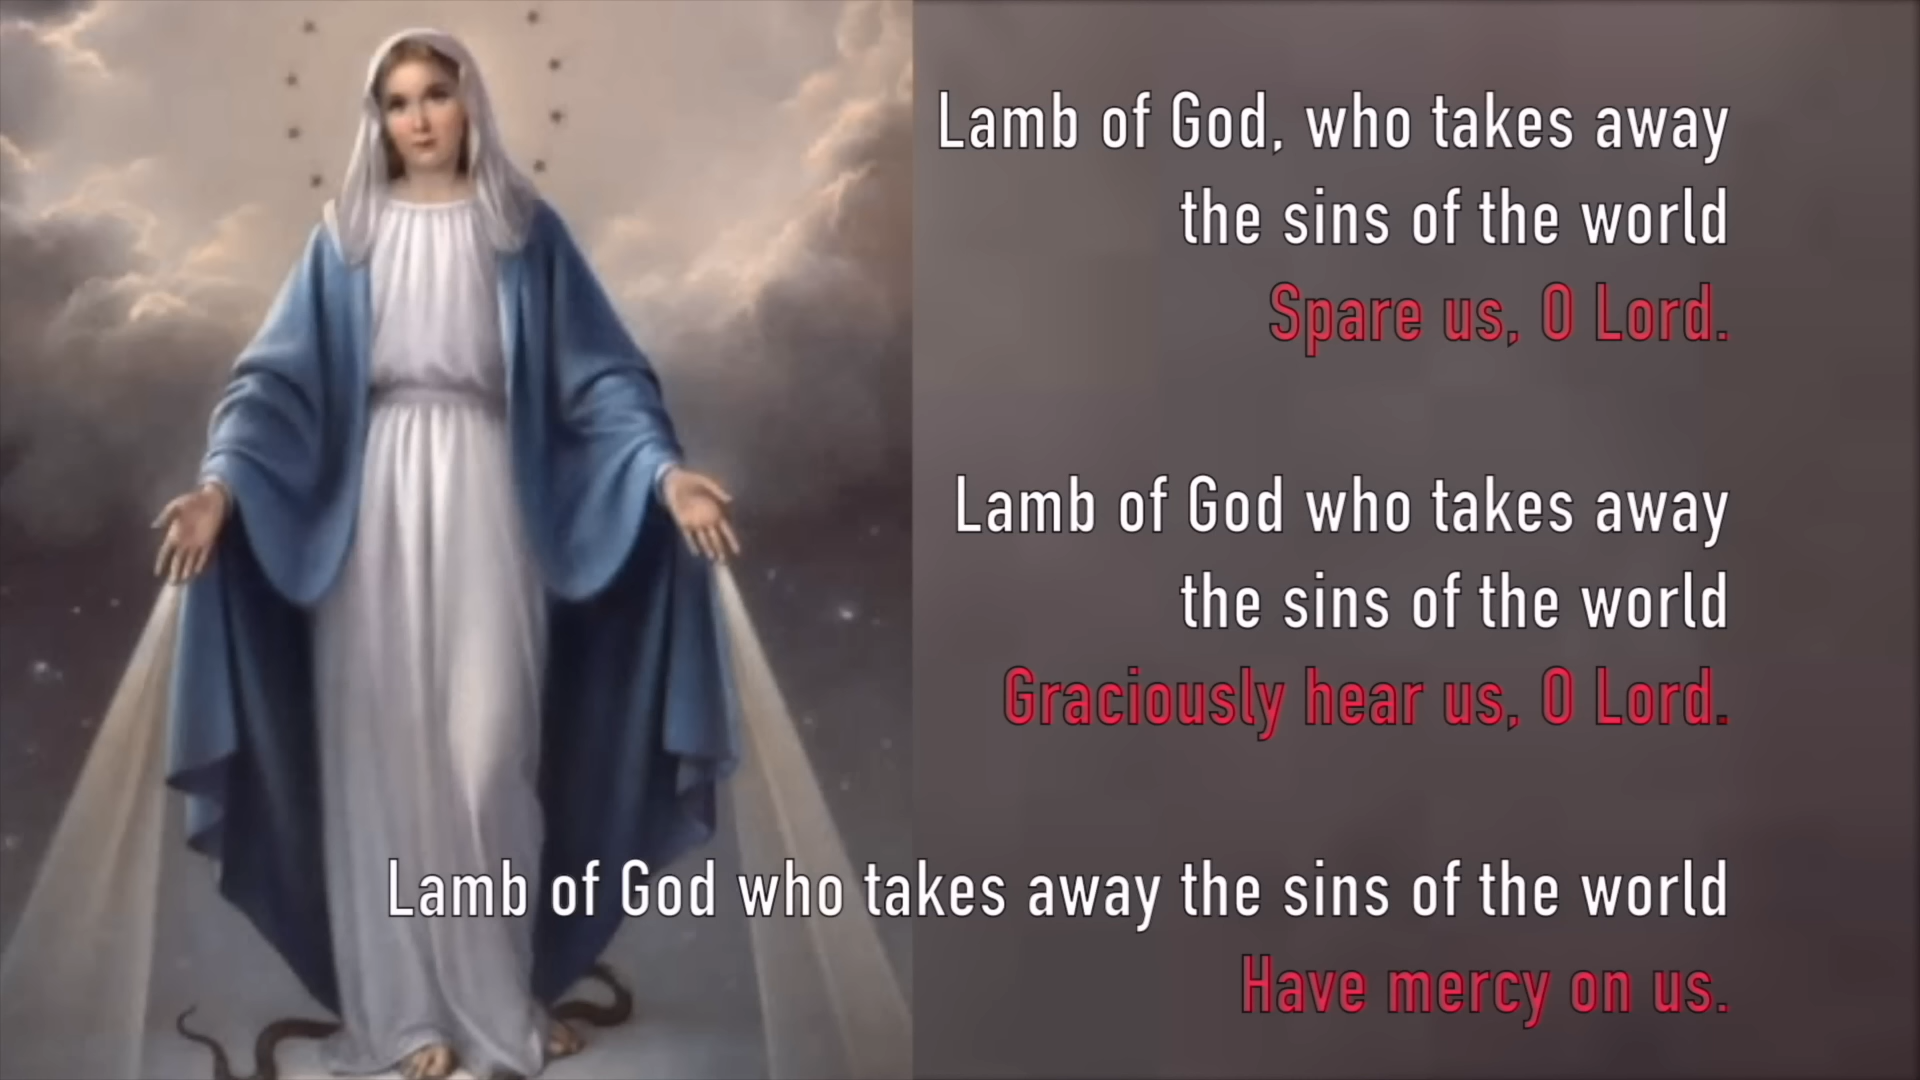 Lamb of God, who takes away
the sins of the world
Spare us, O Lord.
Lamb of God who takes away
the sins of the world
Graciously hear us, O Lord.
Lamb of God who takes away the sins of the world
Have mercy on us.